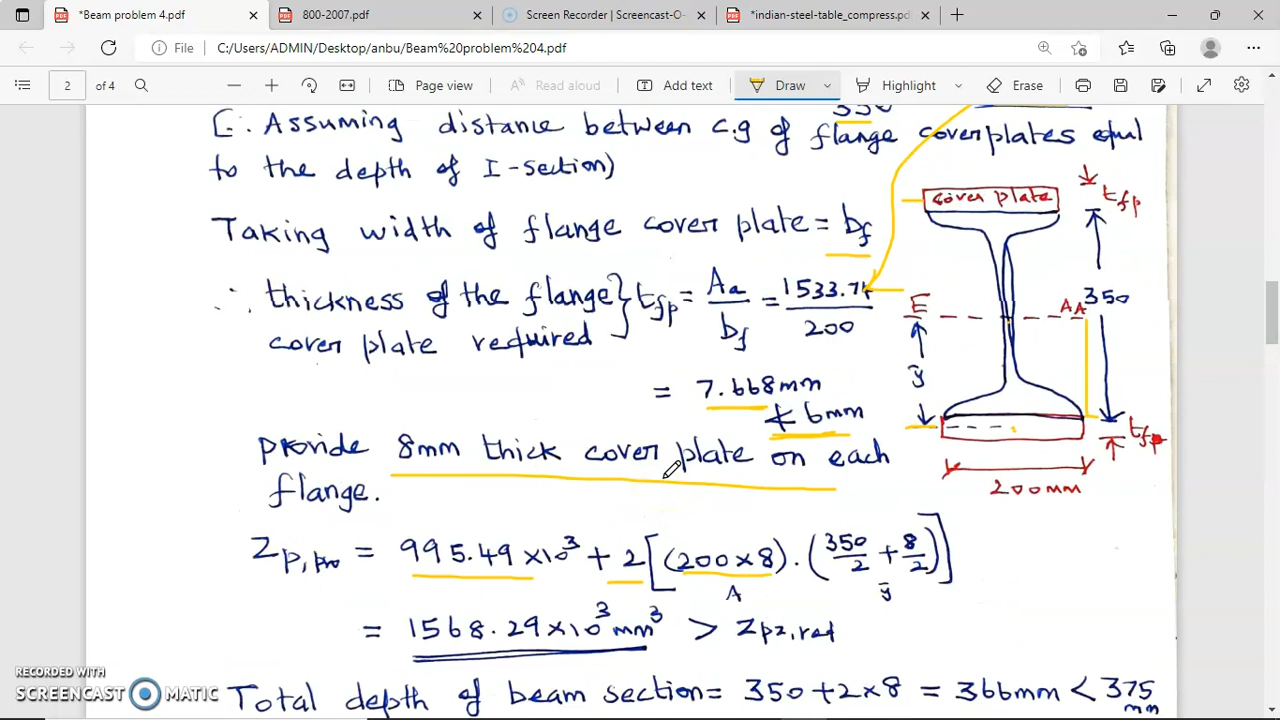 *Beam problem 4.pdf
800-2007.pdf
Screen Recorder | Screencast-O-
*indian-steel-table_compress.pd
File
C:/Users/ADMIN/Desktop/anbu/Beam%20problem%204.pdf
2 of 4
Page view
Read aloud
Add text
Draw
Highlight
Erase
350
[∵ Assuming distance between c.g of flange coverplates equal
to the depth of I-section)
Taking width of flange cover plate = bf
∴ thickness of the flange } tfp = Aa/bf = 1533.74/200
cover plate required
= 7.668mm
≮ 6mm
provide 8mm thick cover plate on each
flange.
Zp,pro = 995.49×10³ + 2[(200×8).(350/2 + 8/2)]
A ȳ
= 1568.29×10³mm³ > Zpz,red
Total depth of beam section = 350+2×8 = 366mm < 375
mm
cover plate
tfp
E
A A
350
ȳ
tfp
200mm
RECORDED WITH
SCREENCAST MATIC